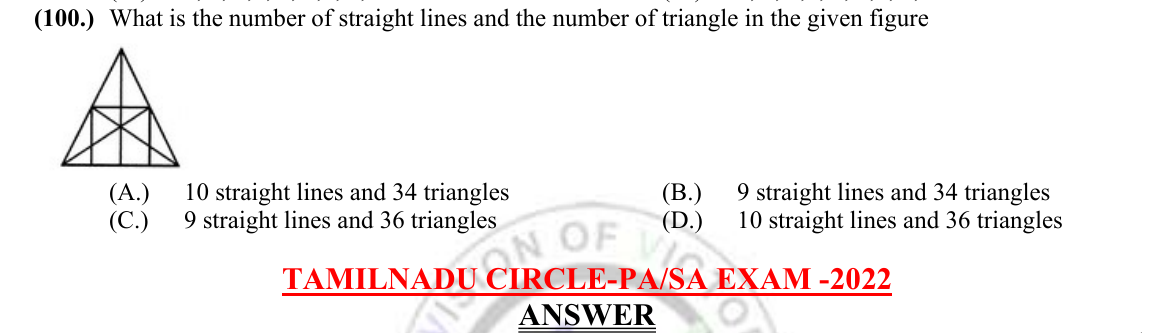 (100.) What is the number of straight lines and the number of triangle in the given figure
(A.) 10 straight lines and 34 triangles (B.) 9 straight lines and 34 triangles
(C.) 9 straight lines and 36 triangles (D.) 10 straight lines and 36 triangles
TAMILNADU CIRCLE-PA/SA EXAM -2022
ANSWER